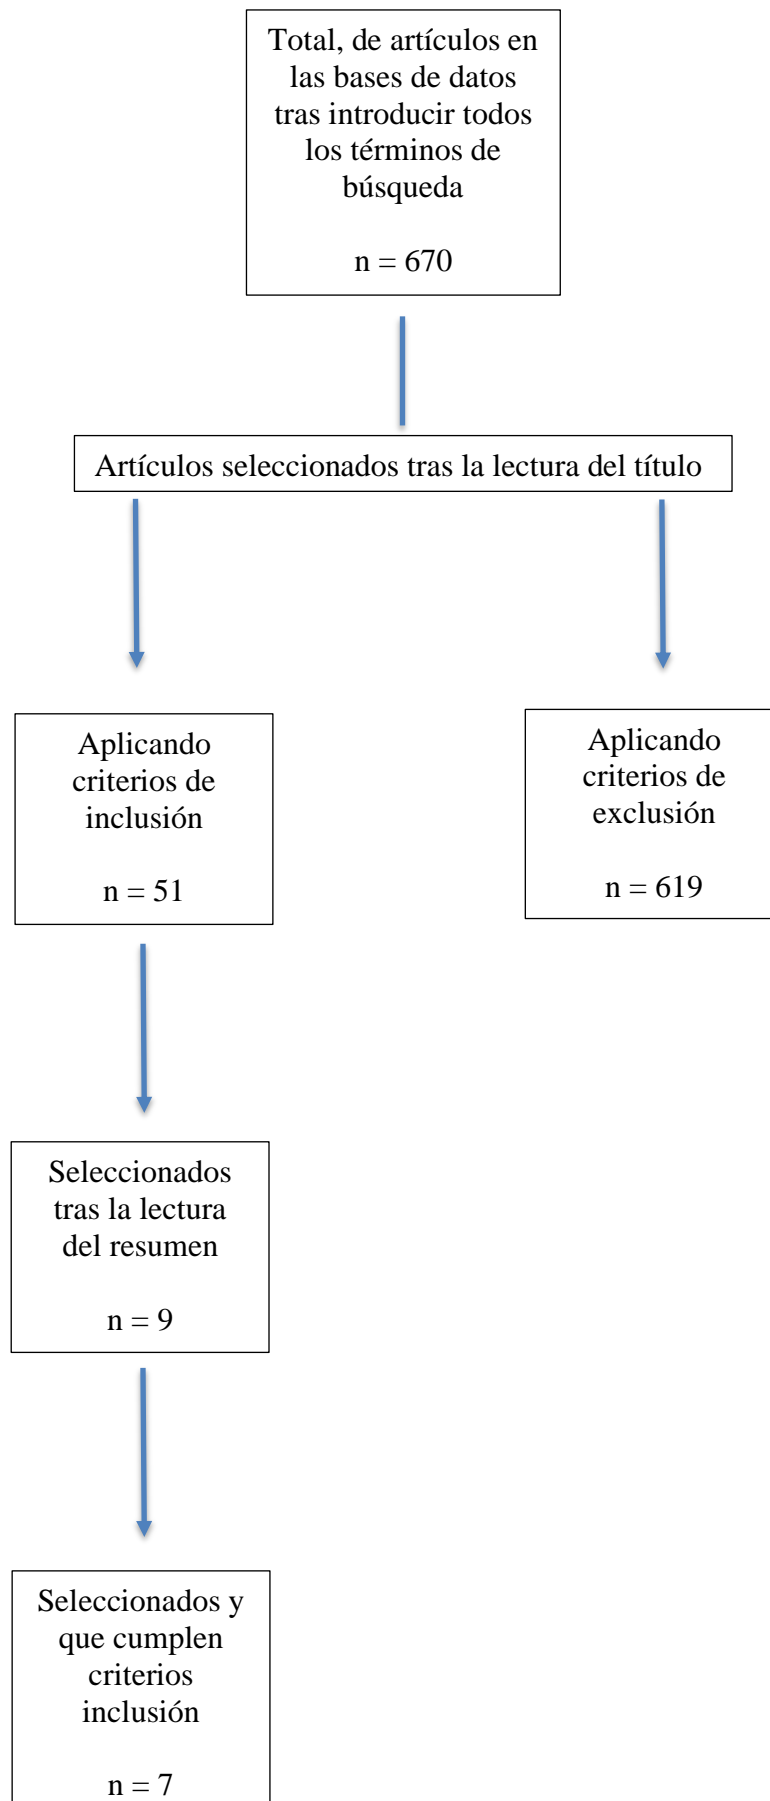 Total, de artículos en
las bases de datos
tras introducir todos
los términos de
búsqueda
n = 670
Artículos seleccionados tras la lectura del título
Aplicando
criterios de
inclusión
n = 51
Aplicando
criterios de
exclusión
n = 619
Seleccionados
tras la lectura
del resumen
n = 9
Seleccionados y
que cumplen
criterios
inclusión
n = 7